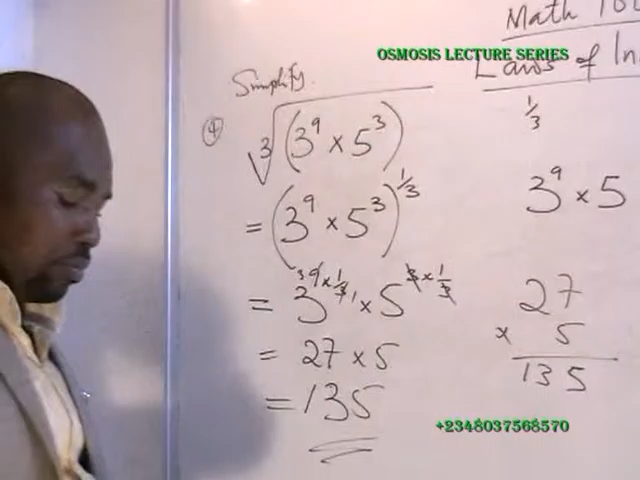 Math 10
OSMOSIS LECTURE SERIES
Laws of In
Simplify.
④ ∛(3⁹ × 5³)
= (3⁹ × 5³)^1/3
= 3^9×1/3 × 5^3×1/3
= 27 × 5
= 135
1/3
3⁹ × 5
27
× 5
135
+2348037568570